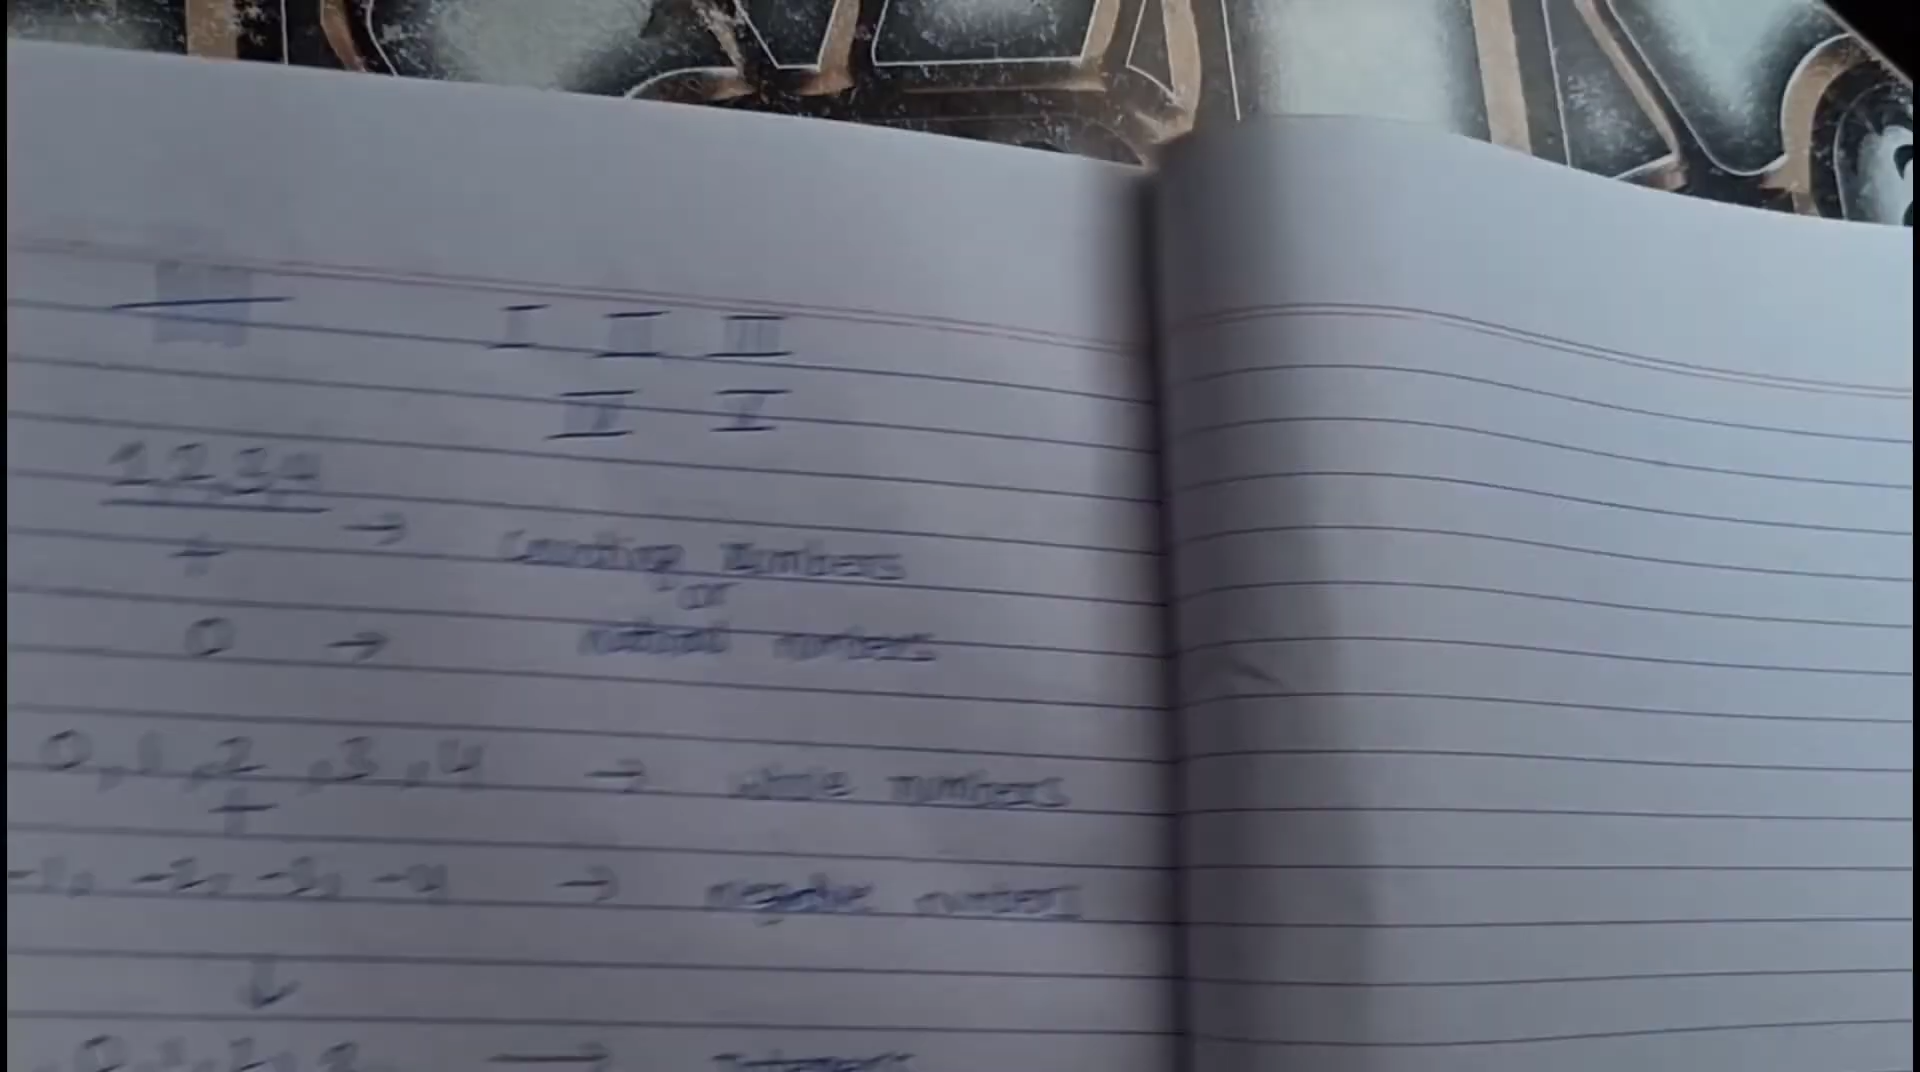 I II III
IV V
1,2,3,4
+ → Counting Numbers
or
0 → natural numbers
0,1,2,3,4 → whole numbers
+
-1, -2, -3, -4 → negative numbers
↓